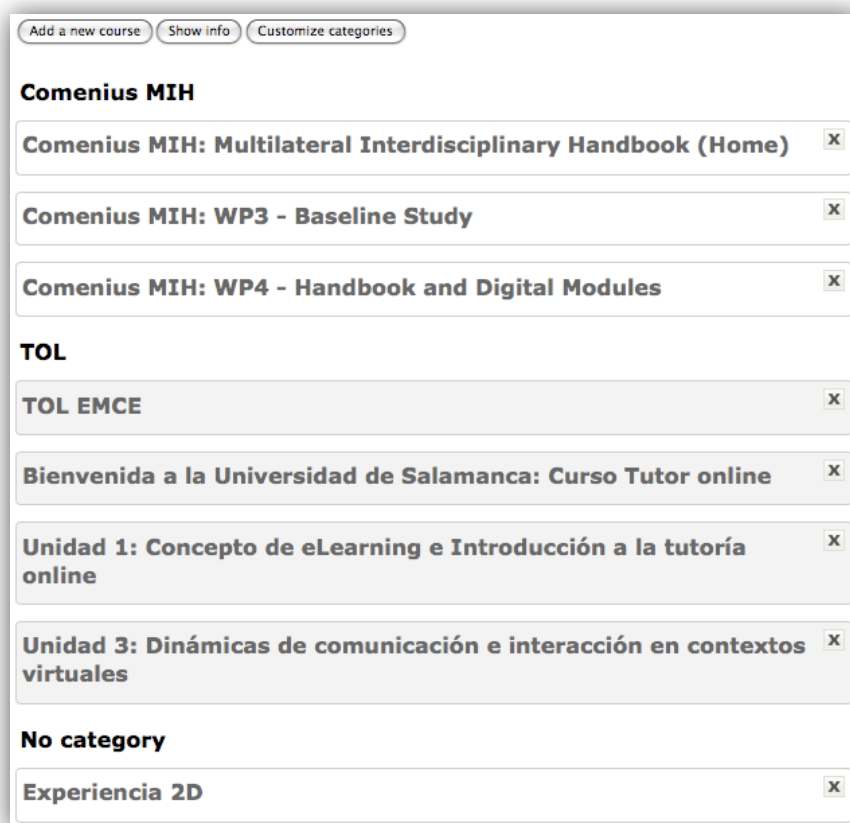 Add a new course Show info Customize categories
Comenius MIH
Comenius MIH: Multilateral Interdisciplinary Handbook (Home) X
Comenius MIH: WP3 - Baseline Study X
Comenius MIH: WP4 - Handbook and Digital Modules X
TOL
TOL EMCE X
Bienvenida a la Universidad de Salamanca: Curso Tutor online X
Unidad 1: Concepto de eLearning e Introducción a la tutoría X
online
Unidad 3: Dinámicas de comunicación e interacción en contextos X
virtuales
No category
Experiencia 2D X